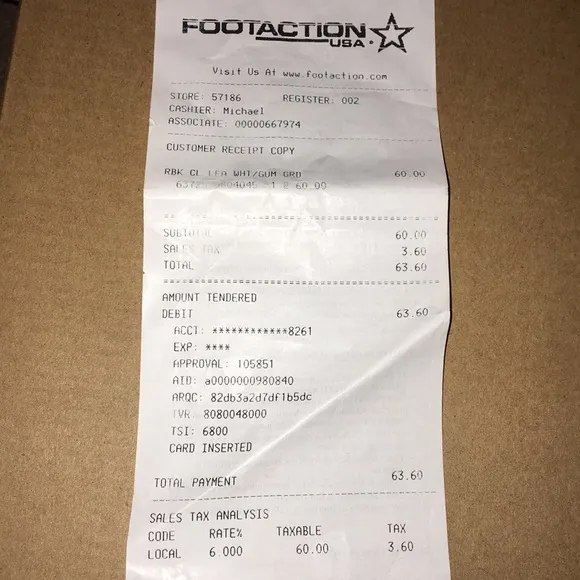 FOOTACTION
USA
Visit Us At www.footaction.com
STORE: 57186 REGISTER: 002
CASHIER: Michael
ASSOCIATE: 00000667974
CUSTOMER RECEIPT COPY
RBK CL LEA WHT/GUM GRD 60.00
5804045 1 @ 60.00
SUBTOTAL 60.00
SALES TAX 3.60
TOTAL 63.60
AMOUNT TENDERED
DEBIT 63.60
ACCT: ************8261
EXP: ****
APPROVAL: 105851
AID: a0000000980840
ARQC: 82db3a2d7df1b5dc
TVR 8080048000
TSI: 6800
CARD INSERTED
TOTAL PAYMENT 63.60
SALES TAX ANALYSIS
CODE RATE% TAXABLE TAX
LOCAL 6.000 60.00 3.60